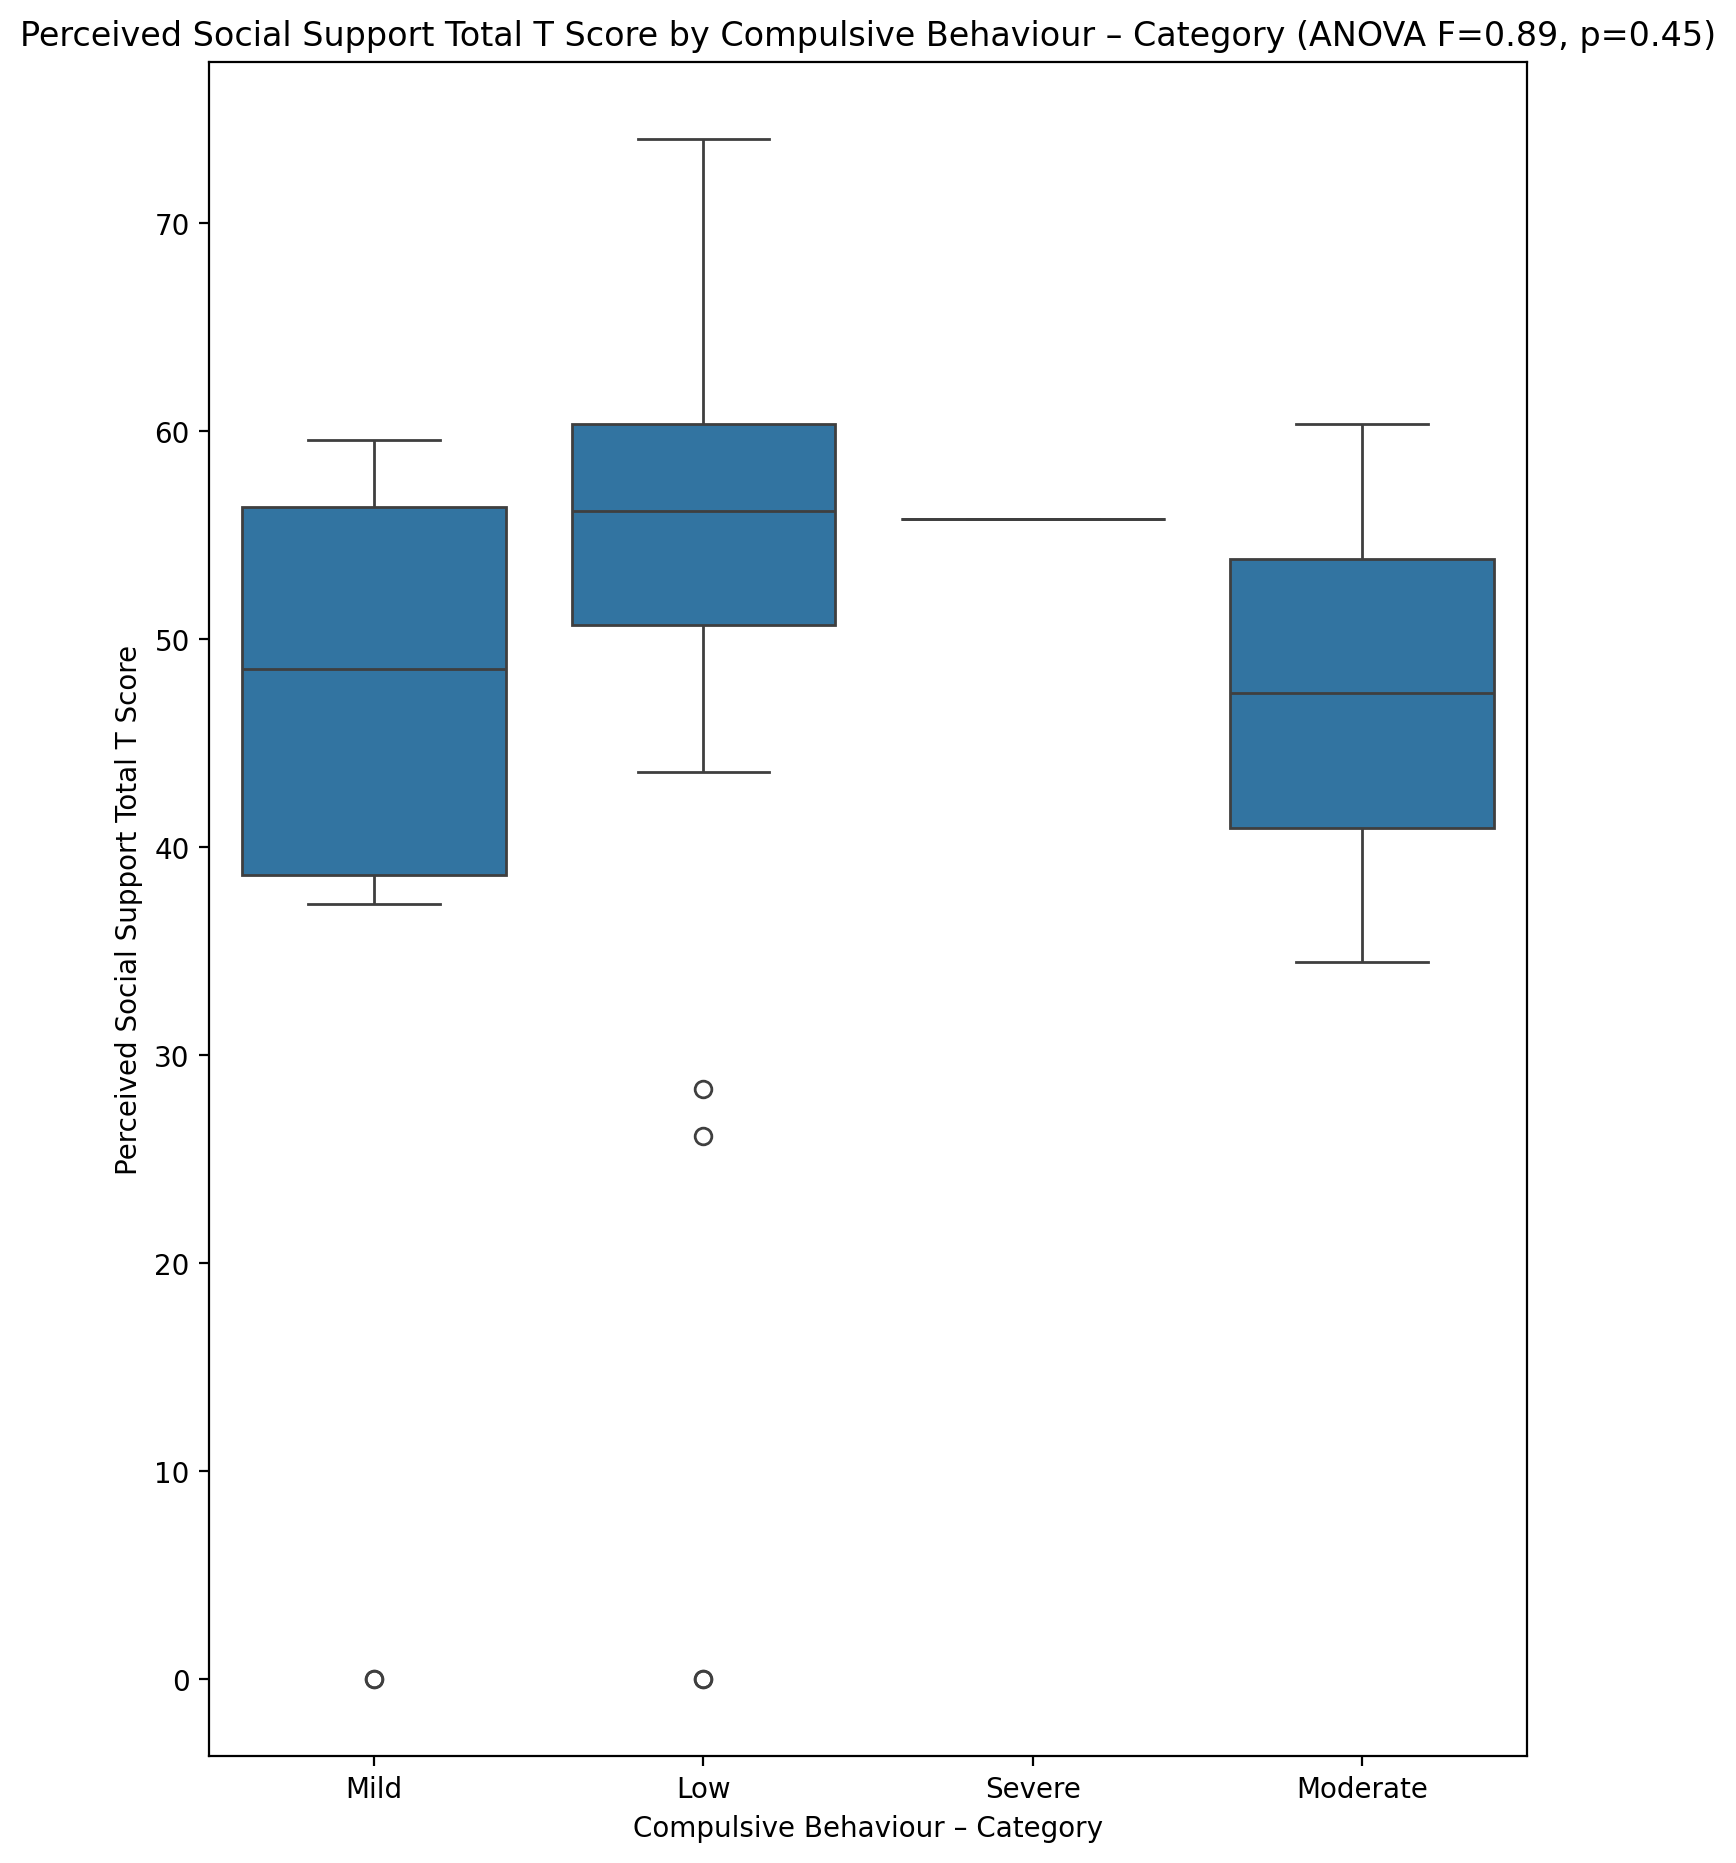 Perceived Social Support Total T Score by Compulsive Behaviour – Category (ANOVA F=0.89, p=0.45)
Perceived Social Support Total T Score
70
60
50
40
30
20
10
0
Mild
Low
Severe
Moderate
Compulsive Behaviour – Category